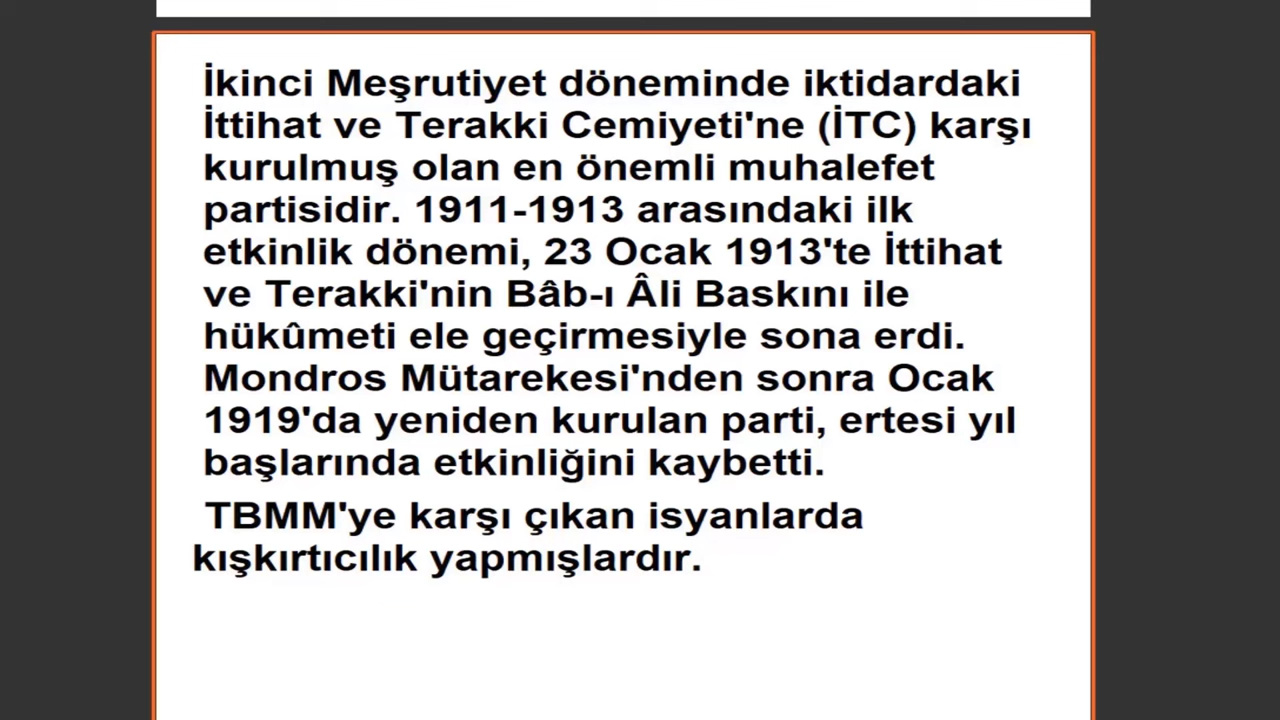 İkinci Meşrutiyet döneminde iktidardaki
İttihat ve Terakki Cemiyeti'ne (İTC) karşı
kurulmuş olan en önemli muhalefet
partisidir. 1911-1913 arasındaki ilk
etkinlik dönemi, 23 Ocak 1913'te İttihat
ve Terakki'nin Bâb-ı Âli Baskını ile
hükûmeti ele geçirmesiyle sona erdi.
Mondros Mütarekesi'nden sonra Ocak
1919'da yeniden kurulan parti, ertesi yıl
başlarında etkinliğini kaybetti.
TBMM'ye karşı çıkan isyanlarda
kışkırtıcılık yapmışlardır.